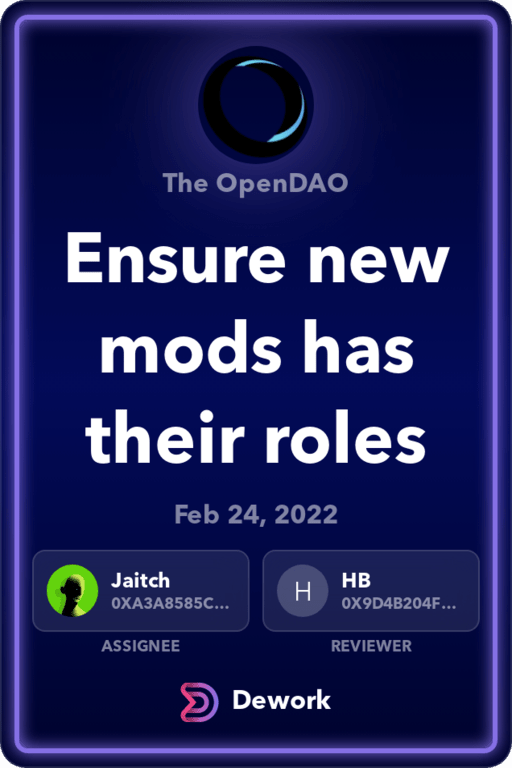 The OpenDAO
Ensure new
mods has
their roles
Feb 24, 2022
Jaitch
0XA3A8585C...
ASSIGNEE
H
HB
0X9D4B204F...
REVIEWER
Dework